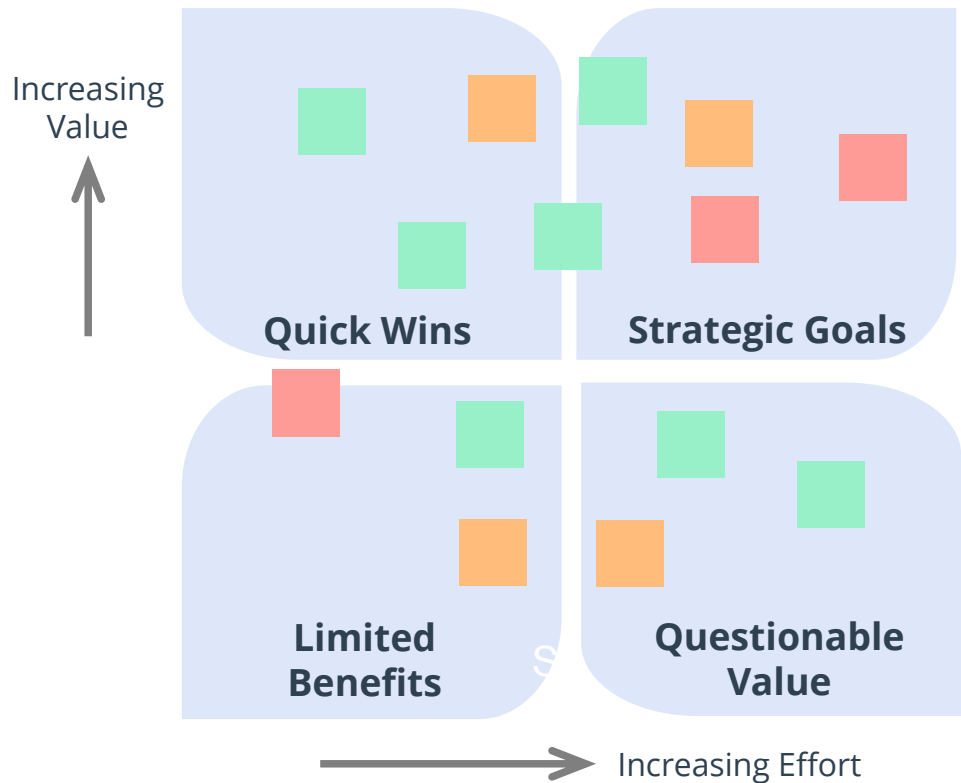 Increasing
Value
Quick Wins
Strategic Goals
Limited
Benefits
S
Questionable
Value
Increasing Effort